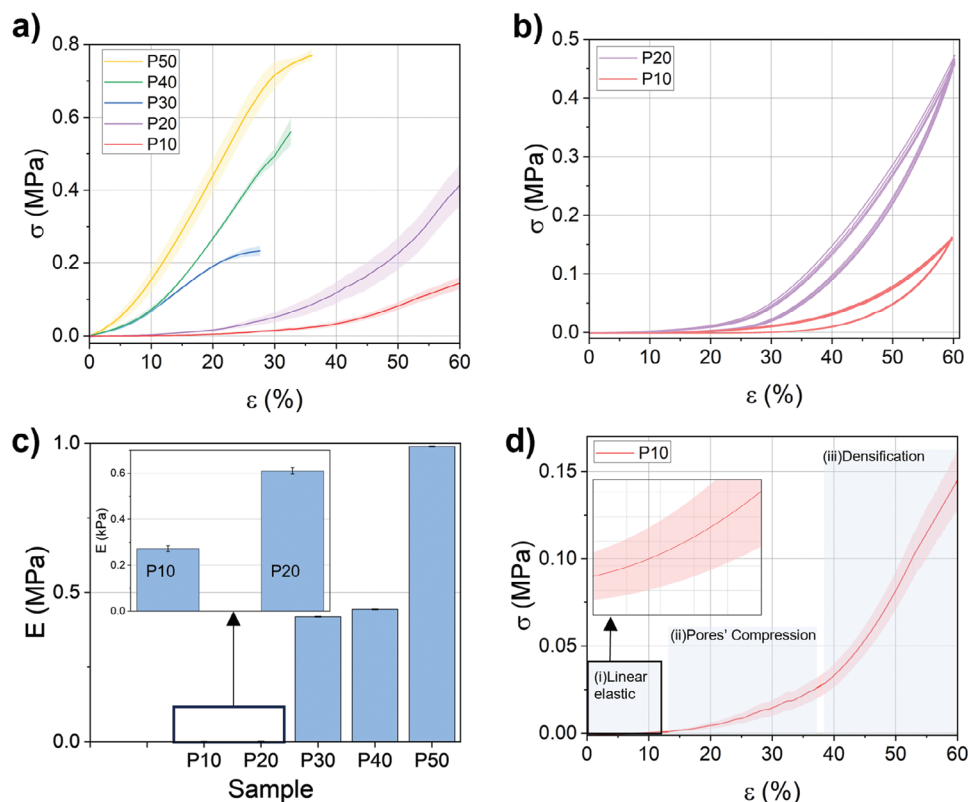 a)
0.8
0.6
0.4
0.2
0.0
σ (MPa)
P50
P40
P30
P20
P10
0 10 20 30 40 50 60
ε (%)
b)
0.5
0.4
0.3
0.2
0.1
0.0
σ (MPa)
P20
P10
0 10 20 30 40 50 60
ε (%)
c)
1.0
0.5
0.0
E (MPa)
0.6
0.3
0.0
E (kPa)
P10 P20
P10 P20 P30 P40 P50
Sample
d)
0.15
0.10
0.05
0.00
σ (MPa)
P10
(iii)Densification
(ii)Pores' Compression
(i)Linear
elastic
0 10 20 30 40 50 60
ε (%)